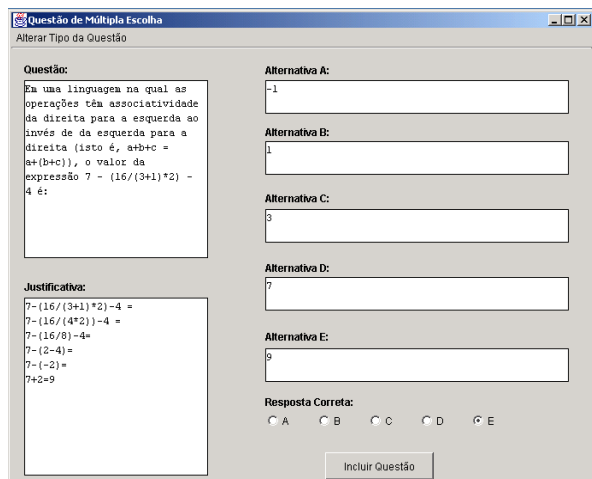 Questão de Múltipla Escolha
Alterar Tipo da Questão
Questão:
Em uma linguagem na qual as
operações têm associatividade
da direita para a esquerda ao
invés de da esquerda para a
direita (isto é, a+b+c =
a+(b+c)), o valor da
expressão 7 - (16/(3+1)*2) -
4 é:
Justificativa:
7-(16/(3+1)*2)-4 =
7-(16/(4*2))-4 =
7-(16/8)-4=
7-(2-4)=
7-(-2)=
7+2=9
Alternativa A:
-1
Alternativa B:
1
Alternativa C:
3
Alternativa D:
7
Alternativa E:
9
Resposta Correta:
A B C D E
Incluir Questão